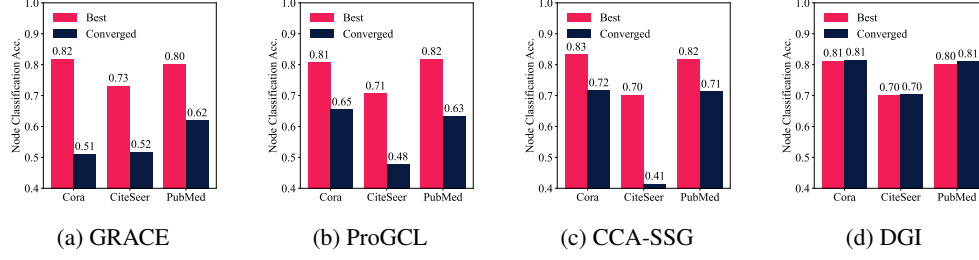 Node Classification Acc.
1.0
0.9
0.8
0.7
0.6
0.5
0.4
Best
Converged
0.82
0.51
0.73
0.52
0.80
0.62
Cora
CiteSeer
PubMed
(a) GRACE
Node Classification Acc.
1.0
0.9
0.8
0.7
0.6
0.5
0.4
Best
Converged
0.81
0.65
0.71
0.48
0.82
0.63
Cora
CiteSeer
PubMed
(b) ProGCL
Node Classification Acc.
1.0
0.9
0.8
0.7
0.6
0.5
0.4
Best
Converged
0.83
0.72
0.70
0.41
0.82
0.71
Cora
CiteSeer
PubMed
(c) CCA-SSG
Node Classification Acc.
1.0
0.9
0.8
0.7
0.6
0.5
0.4
Best
Converged
0.81
0.81
0.70
0.70
0.80
0.81
Cora
CiteSeer
PubMed
(d) DGI